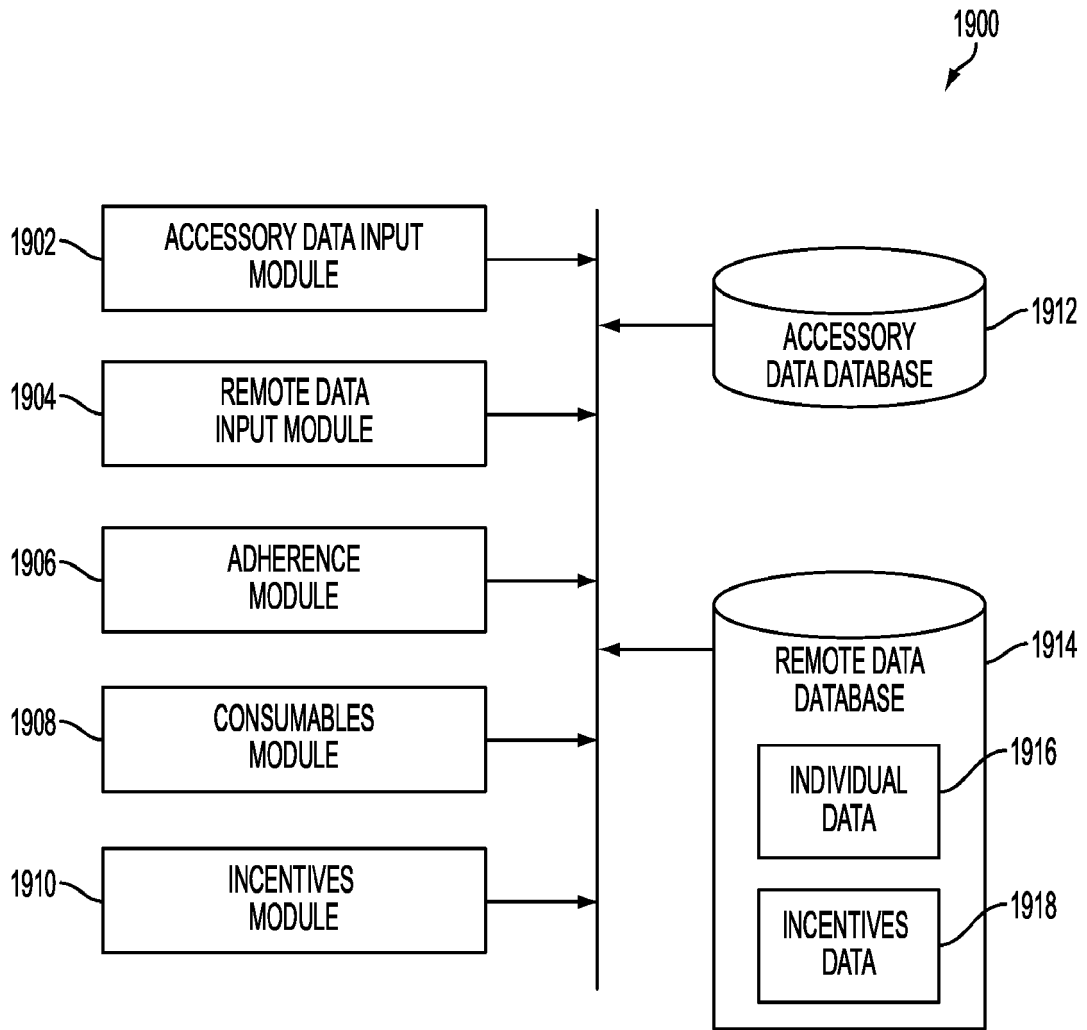 1900
1902
ACCESSORY DATA INPUT
MODULE
1904
REMOTE DATA
INPUT MODULE
1906
ADHERENCE
MODULE
1908
CONSUMABLES
MODULE
1910
INCENTIVES
MODULE
ACCESSORY
DATA DATABASE
1912
REMOTE DATA
DATABASE
1914
INDIVIDUAL
DATA
1916
INCENTIVES
DATA
1918